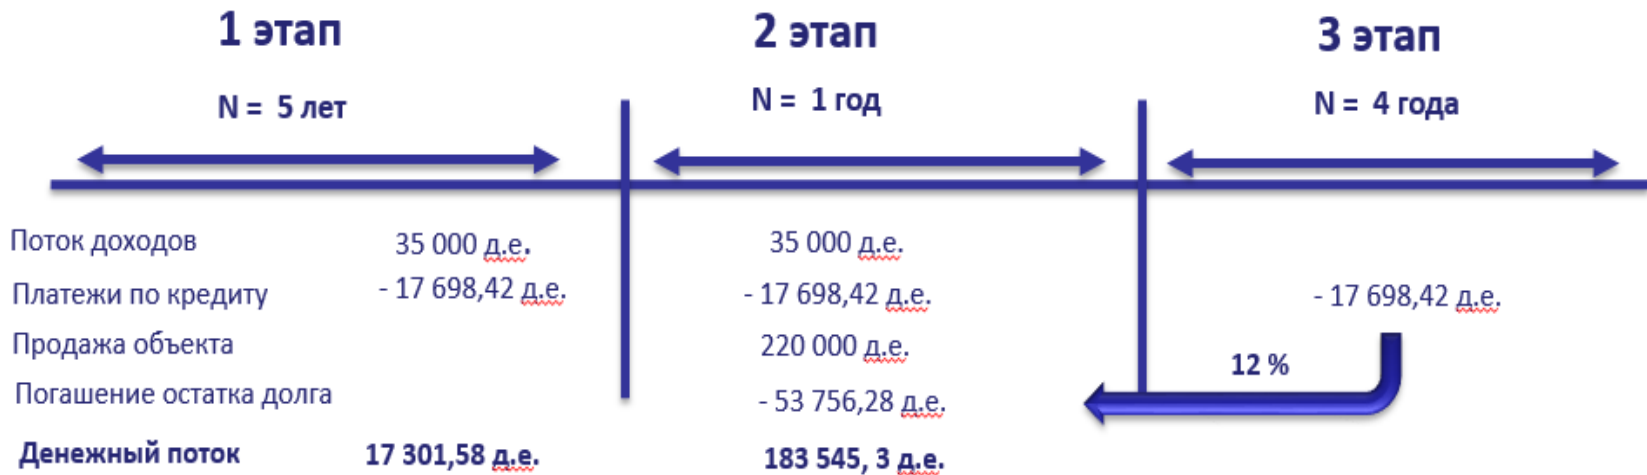 1 этап 2 этап 3 этап
N = 5 лет N = 1 год N = 4 года
Поток доходов 35 000 д.е. 35 000 д.е.
Платежи по кредиту - 17 698,42 д.е. - 17 698,42 д.е. - 17 698,42 д.е.
Продажа объекта 220 000 д.е.
12 %
Погашение остатка долга - 53 756,28 д.е.
Денежный поток 17 301,58 д.е. 183 545, 3 д.е.